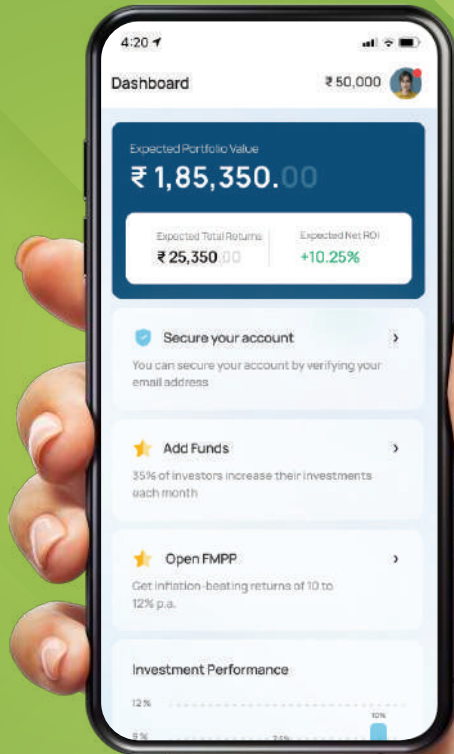 4:20
Dashboard
₹ 50,000
Expected Portfolio Value
₹ 1,85,350.00
Expected Total Returns
Expected Net ROI
₹ 25,350.00
+10.25%
Secure your account
You can secure your account by verifying your
email address
Add Funds
35% of investors increase their investments
each month
Open FMPP
Get inflation-beating returns of 10 to
12% p.a.
Investment Performance
12%
10%
9%